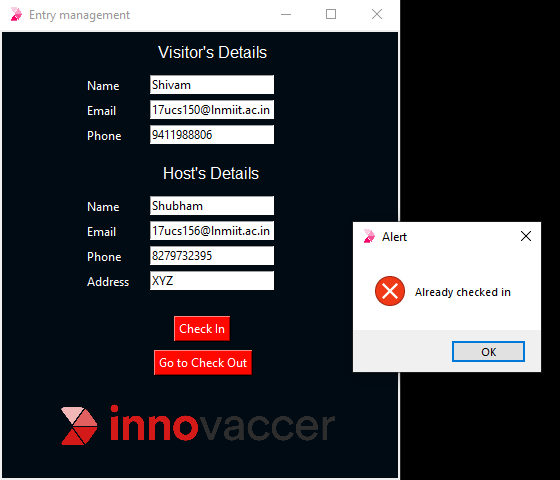 Entry management
Visitor's Details
Name Shivam
Email 17ucs150@lnmiit.ac.in
Phone 9411988806
Host's Details
Name Shubham
Email 17ucs156@lnmiit.ac.in
Phone 8279732395
Address XYZ
Check In
Go to Check Out
innovaccer
Alert
Already checked in
OK